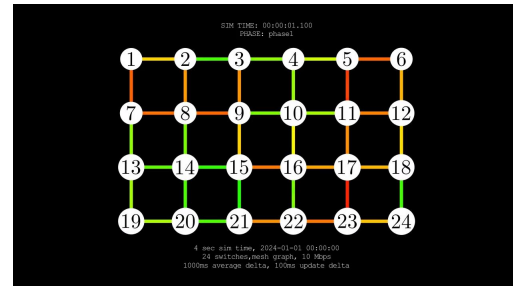 SIM TIME: 00:00:01.100
PHASE: phase1
1 2 3 4 5 6
7 8 9 10 11 12
13 14 15 16 17 18
19 20 21 22 23 24
4 sec sim time, 2024-01-01 00:00:00
24 switches,mesh graph, 10 Mbps
1000ms average delta, 100ms update delta